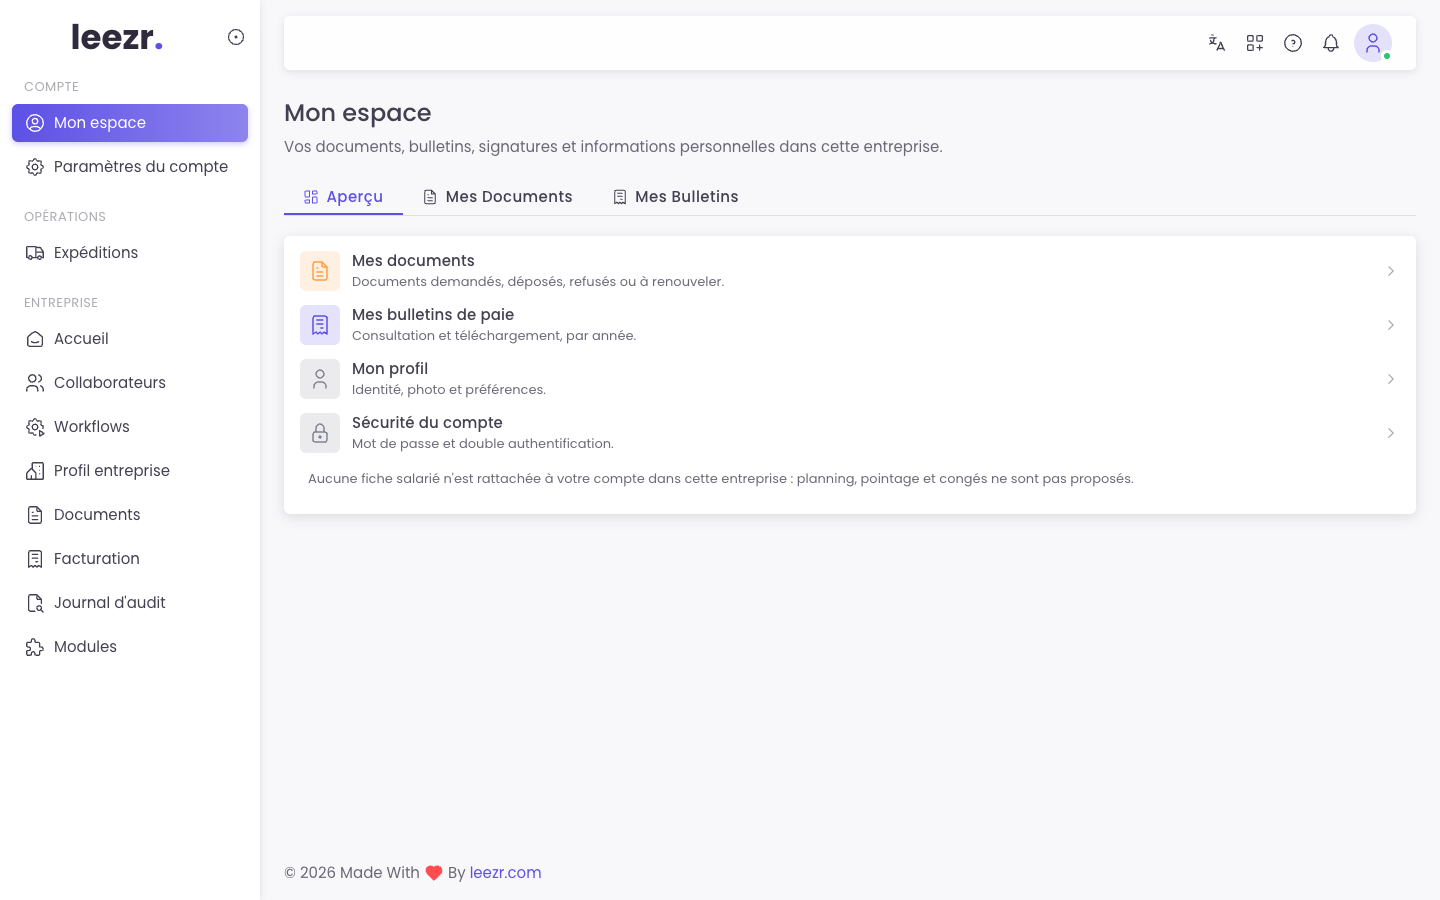 leezr.
COMPTE
Mon espace
Paramètres du compte
OPÉRATIONS
Expéditions
ENTREPRISE
Accueil
Collaborateurs
Workflows
Profil entreprise
Documents
Facturation
Journal d'audit
Modules
Mon espace
Vos documents, bulletins, signatures et informations personnelles dans cette entreprise.
Aperçu
Mes Documents
Mes Bulletins
Mes documents
Documents demandés, déposés, refusés ou à renouveler.
Mes bulletins de paie
Consultation et téléchargement, par année.
Mon profil
Identité, photo et préférences.
Sécurité du compte
Mot de passe et double authentification.
Aucune fiche salarié n'est rattachée à votre compte dans cette entreprise : planning, pointage et congés ne sont pas proposés.
© 2026 Made With By leezr.com